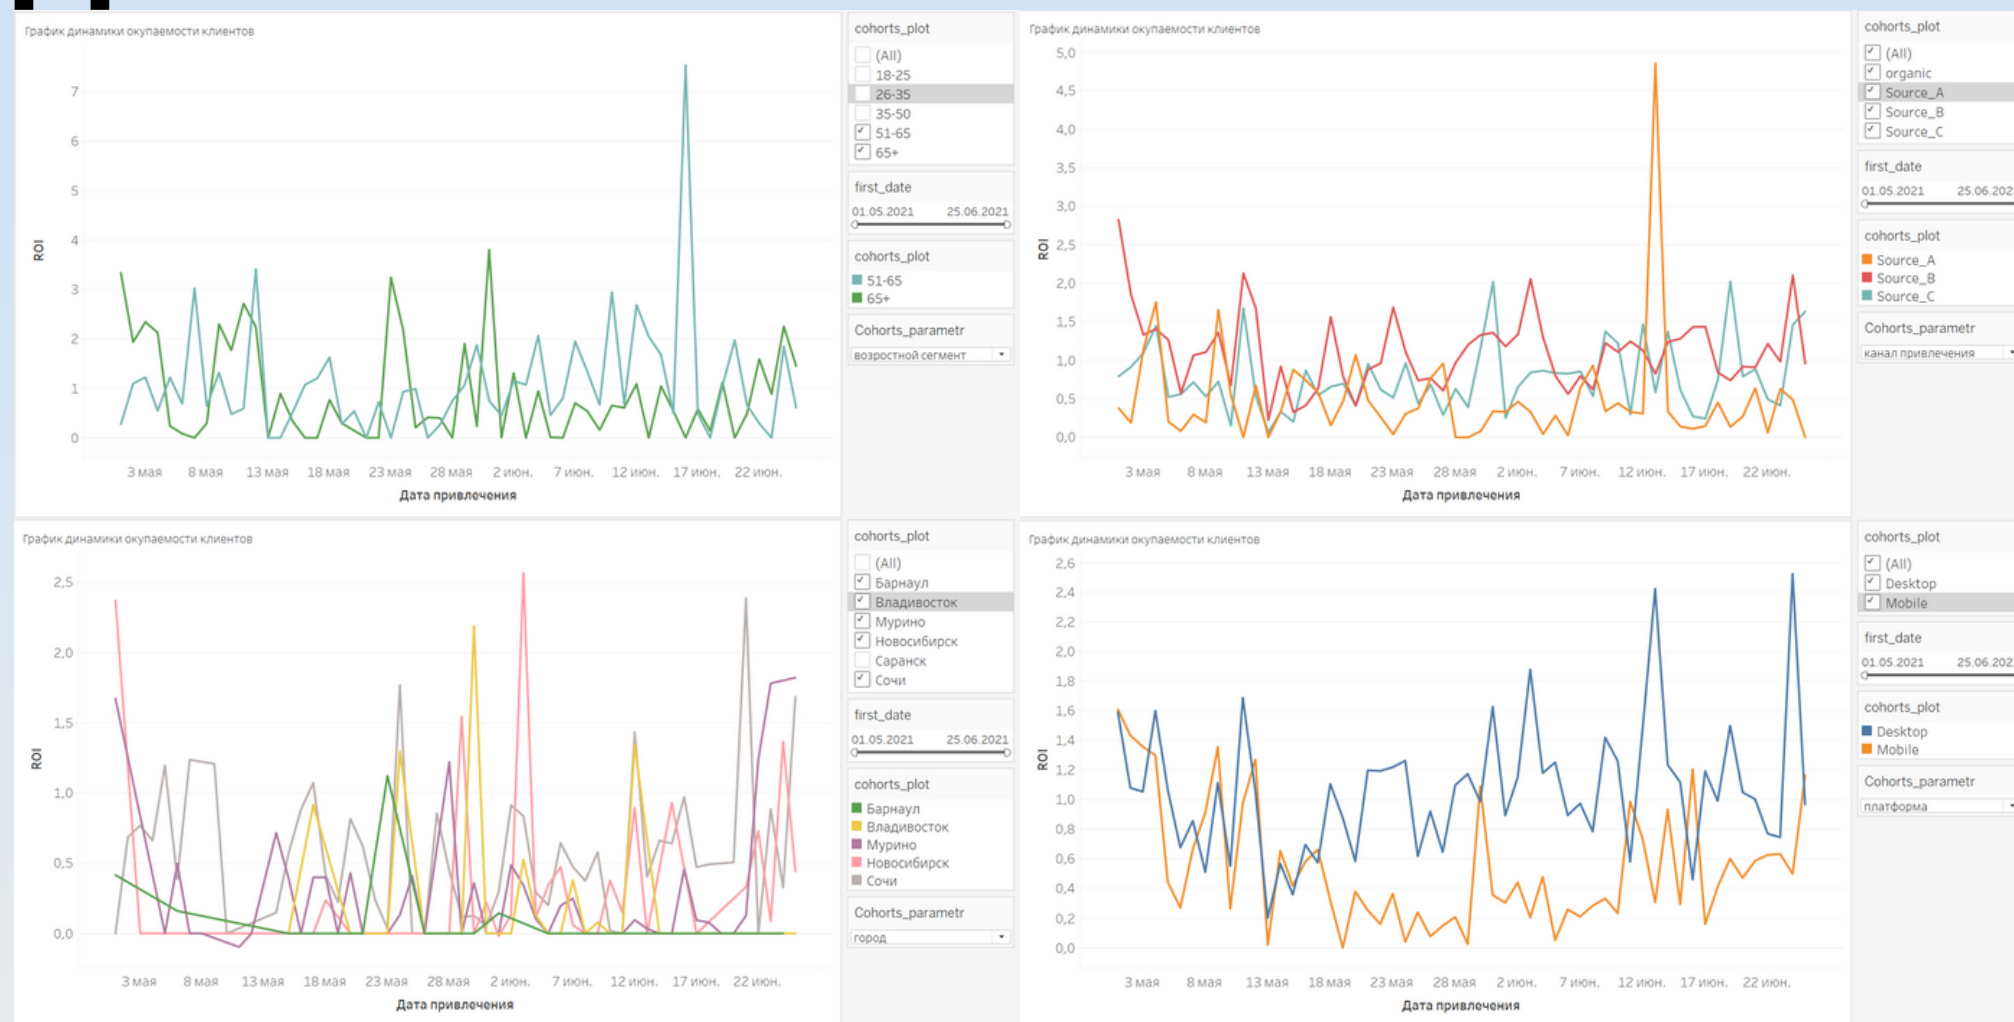 График динамики окупаемости клиентов
7
6
5
4
3
2
1
0
ROI
3 мая 8 мая 13 мая 18 мая 23 мая 28 мая 2 июн. 7 июн. 12 июн. 17 июн. 22 июн.
Дата привлечения
cohorts_plot
(All)
18-25
26-35
35-50
51-65
65+
first_date
01.05.2021 25.06.2021
cohorts_plot
51-65
65+
Cohorts_parametr
возростной сегмент
График динамики окупаемости клиентов
5,0
4,5
4,0
3,5
3,0
2,5
2,0
1,5
1,0
0,5
0,0
ROI
3 мая 8 мая 13 мая 18 мая 23 мая 28 мая 2 июн. 7 июн. 12 июн. 17 июн. 22 июн.
Дата привлечения
cohorts_plot
(All)
organic
Source_A
Source_B
Source_C
first_date
01.05.2021 25.06.202
cohorts_plot
Source_A
Source_B
Source_C
Cohorts_parametr
канал привлечения
График динамики окупаемости клиентов
2,5
2,0
1,5
1,0
0,5
0,0
ROI
3 мая 8 мая 13 мая 18 мая 23 мая 28 мая 2 июн. 7 июн. 12 июн. 17 июн. 22 июн.
Дата привлечения
cohorts_plot
(All)
Барнаул
Владивосток
Мурино
Новосибирск
Саранск
Сочи
first_date
01.05.2021 25.06.2021
cohorts_plot
Барнаул
Владивосток
Мурино
Новосибирск
Сочи
Cohorts_parametr
город
График динамики окупаемости клиентов
2,6
2,4
2,2
2,0
1,8
1,6
1,4
1,2
1,0
0,8
0,6
0,4
0,2
0,0
ROI
3 мая 8 мая 13 мая 18 мая 23 мая 28 мая 2 июн. 7 июн. 12 июн. 17 июн. 22 июн.
Дата привлечения
cohorts_plot
(All)
Desktop
Mobile
first_date
01.05.2021 25.06.202
cohorts_plot
Desktop
Mobile
Cohorts_parametr
платформа